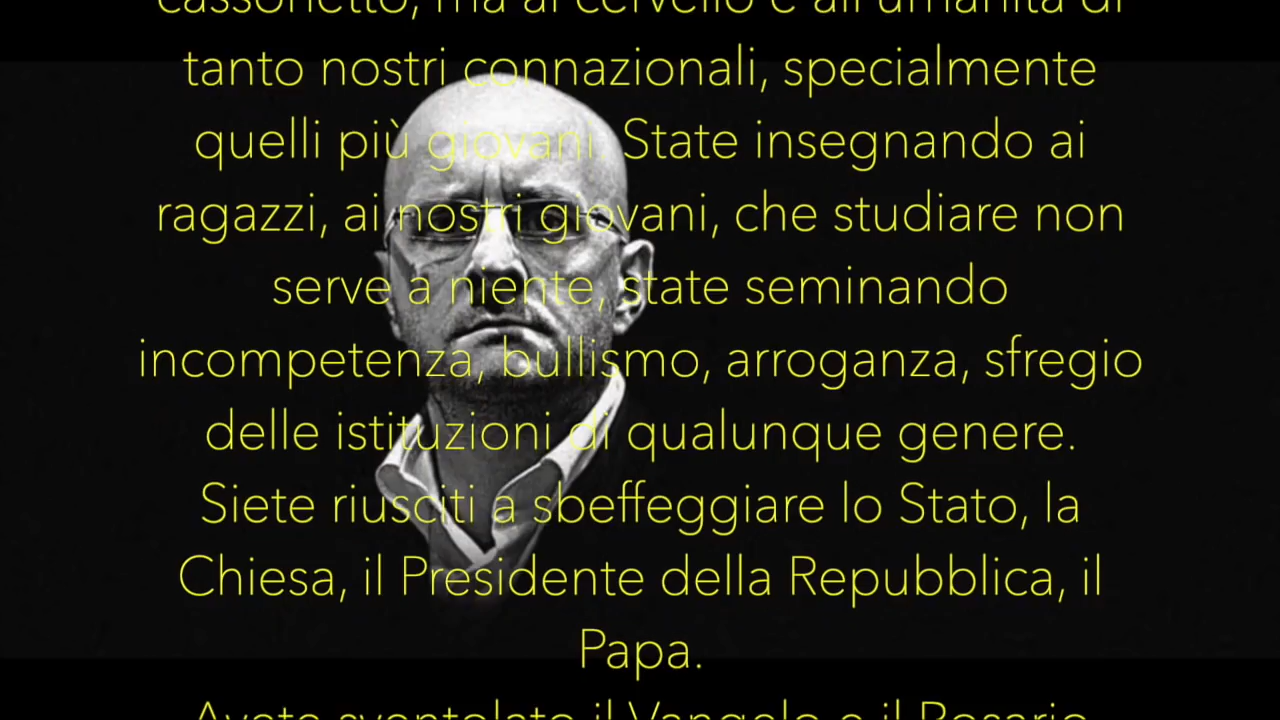 cassonetto, ma al cervello e all'umanità di
tanto nostri connazionali, specialmente
quelli più giovani. State insegnando ai
ragazzi, ai nostri giovani, che studiare non
serve a niente, state seminando
incompetenza, bullismo, arroganza, sfregio
delle istituzioni di qualunque genere.
Siete riusciti a sbeffeggiare lo Stato, la
Chiesa, il Presidente della Repubblica, il
Papa.
Avete sventolato il Vangelo e il Rosario